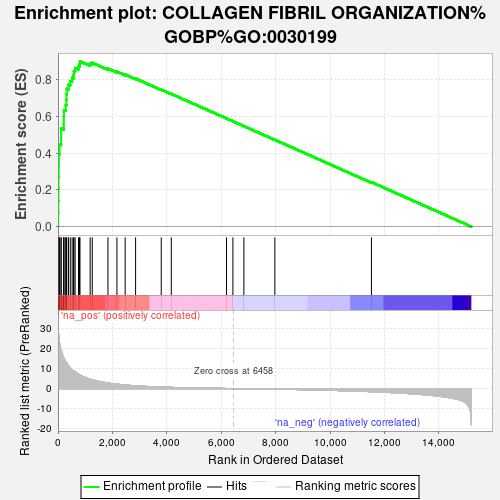 Enrichment plot: COLLAGEN FIBRIL ORGANIZATION%
GOBP%GO:0030199
Enrichment score (ES)
0.8
0.6
0.4
0.2
0.0
'na_pos' (positively correlated)
Ranked list metric (PreRanked)
30
20
10
0
-10
-20
Zero cross at 6458
'na_neg' (negatively correlated)
0 2,000 4,000 6,000 8,000 10,000 12,000 14,000
Rank in Ordered Dataset
Enrichment profile Hits Ranking metric scores